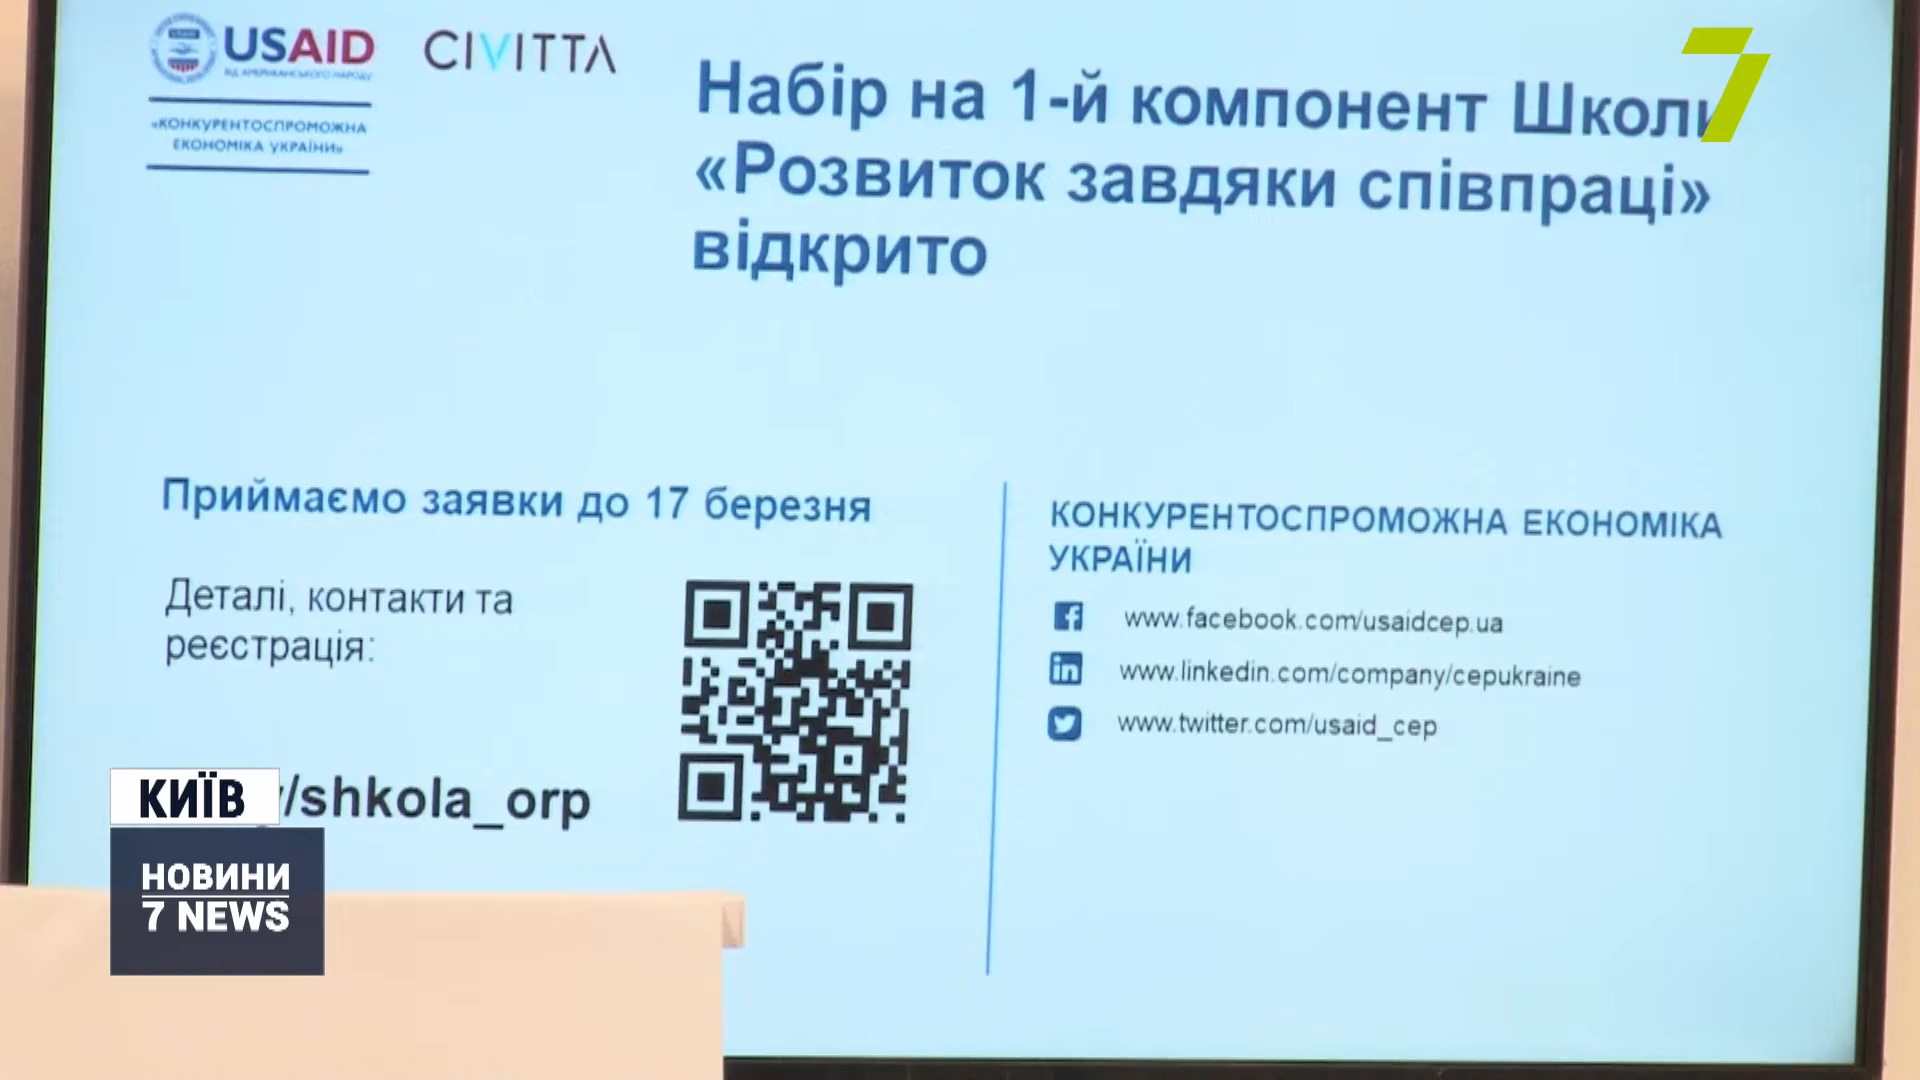 USAID
ВІД АМЕРИКАНСЬКОГО НАРОДУ
«КОНКУРЕНТОСПРОМОЖНА
ЕКОНОМІКА УКРАЇНИ»
CIVITTA
Набір на 1-й компонент Школи
«Розвиток завдяки співпраці»
відкрито
7
Приймаємо заявки до 17 березня
Деталі, контакти та
реєстрація:
/shkola_orp
КОНКУРЕНТОСПРОМОЖНА ЕКОНОМІКА
УКРАЇНИ
www.facebook.com/usaidcep.ua
www.linkedin.com/company/cepukraine
www.twitter.com/usaid_cep
КИЇВ
НОВИНИ
7 NEWS